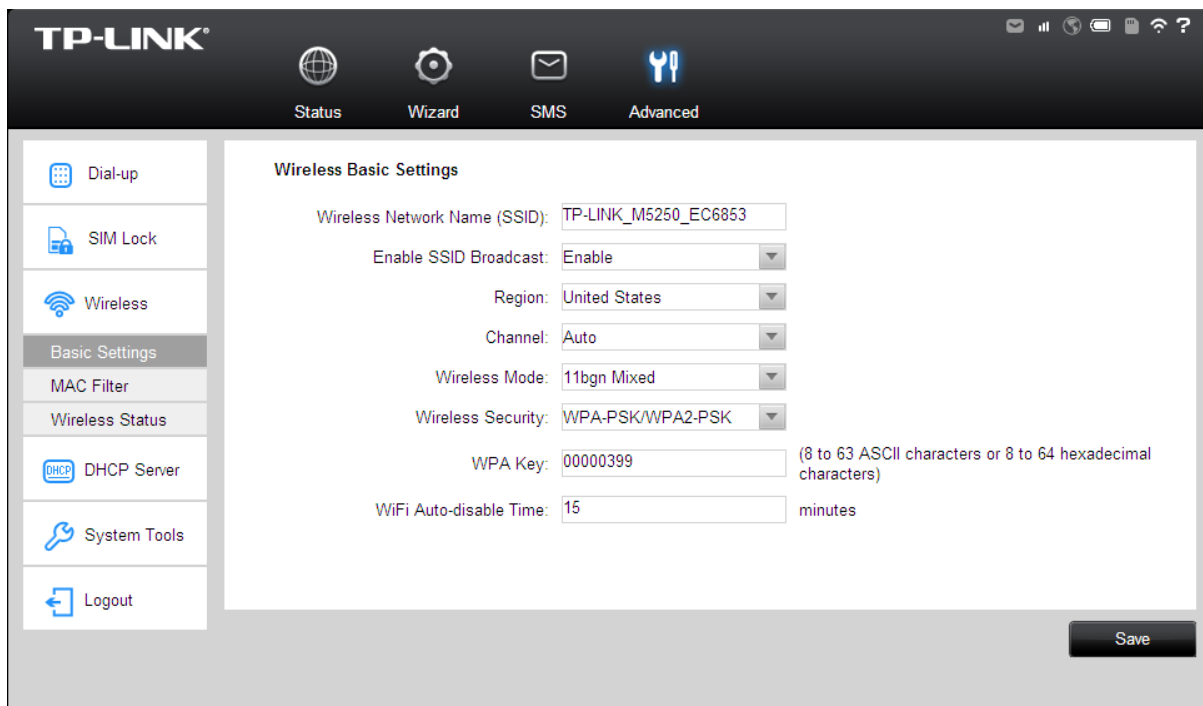 TP-LINK®
?
Status
Wizard
SMS
Advanced
Dial-up
SIM Lock
Wireless
Basic Settings
MAC Filter
Wireless Status
DHCP DHCP Server
System Tools
Logout
Wireless Basic Settings
Wireless Network Name (SSID): TP-LINK_M5250_EC6853
Enable SSID Broadcast: Enable
Region: United States
Channel: Auto
Wireless Mode: 11bgn Mixed
Wireless Security: WPA-PSK/WPA2-PSK
WPA Key: 00000399 (8 to 63 ASCII characters or 8 to 64 hexadecimal
characters)
WiFi Auto-disable Time: 15 minutes
Save